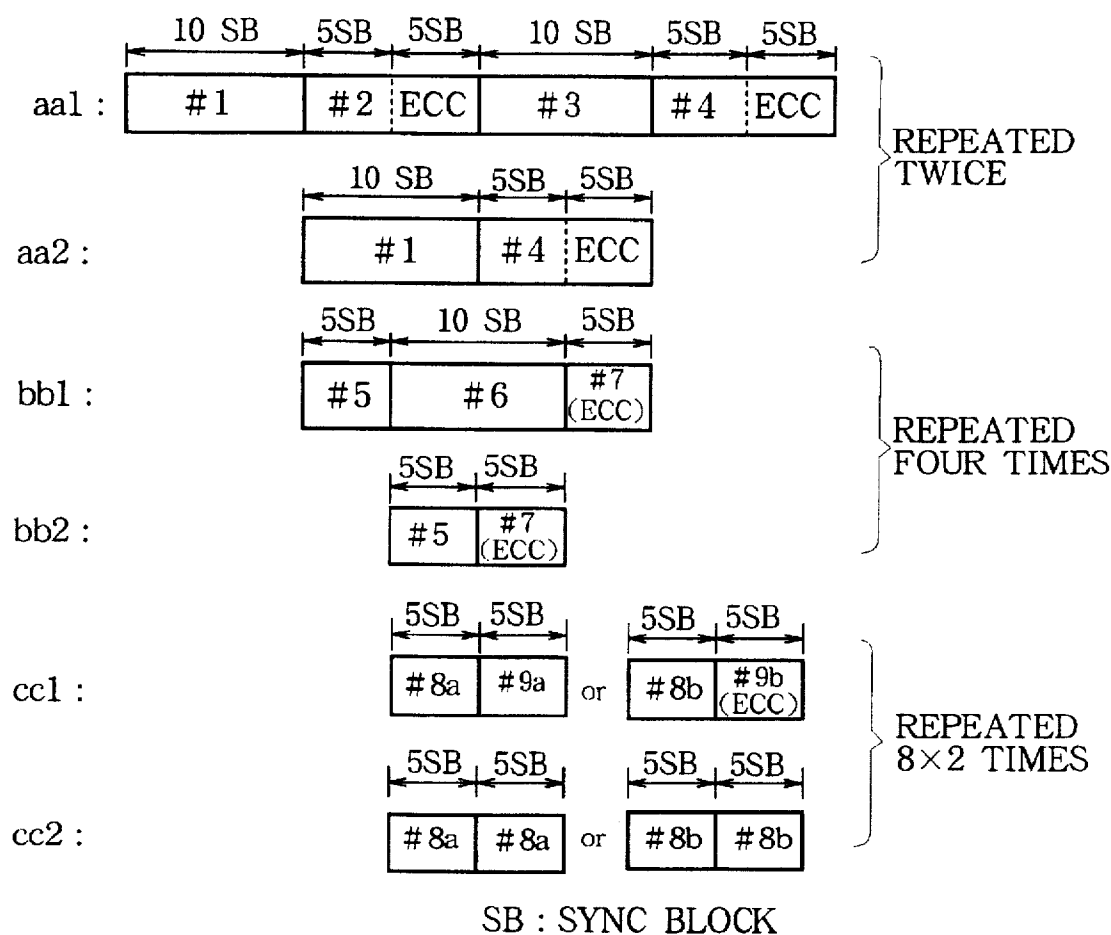 10 SB 5SB 5SB 10 SB 5SB 5SB
aa1 : #1 #2 ECC #3 #4 ECC
REPEATED
TWICE
10 SB 5SB 5SB
aa2 : #1 #4 ECC
5SB 10 SB 5SB
bb1 : #5 #6 #7
(ECC)
REPEATED
FOUR TIMES
5SB 5SB
bb2 : #5 #7
(ECC)
5SB 5SB 5SB 5SB
cc1 : #8a #9a or #8b #9b
(ECC)
REPEATED
8×2 TIMES
5SB 5SB 5SB 5SB
cc2 : #8a #8a or #8b #8b
SB : SYNC BLOCK